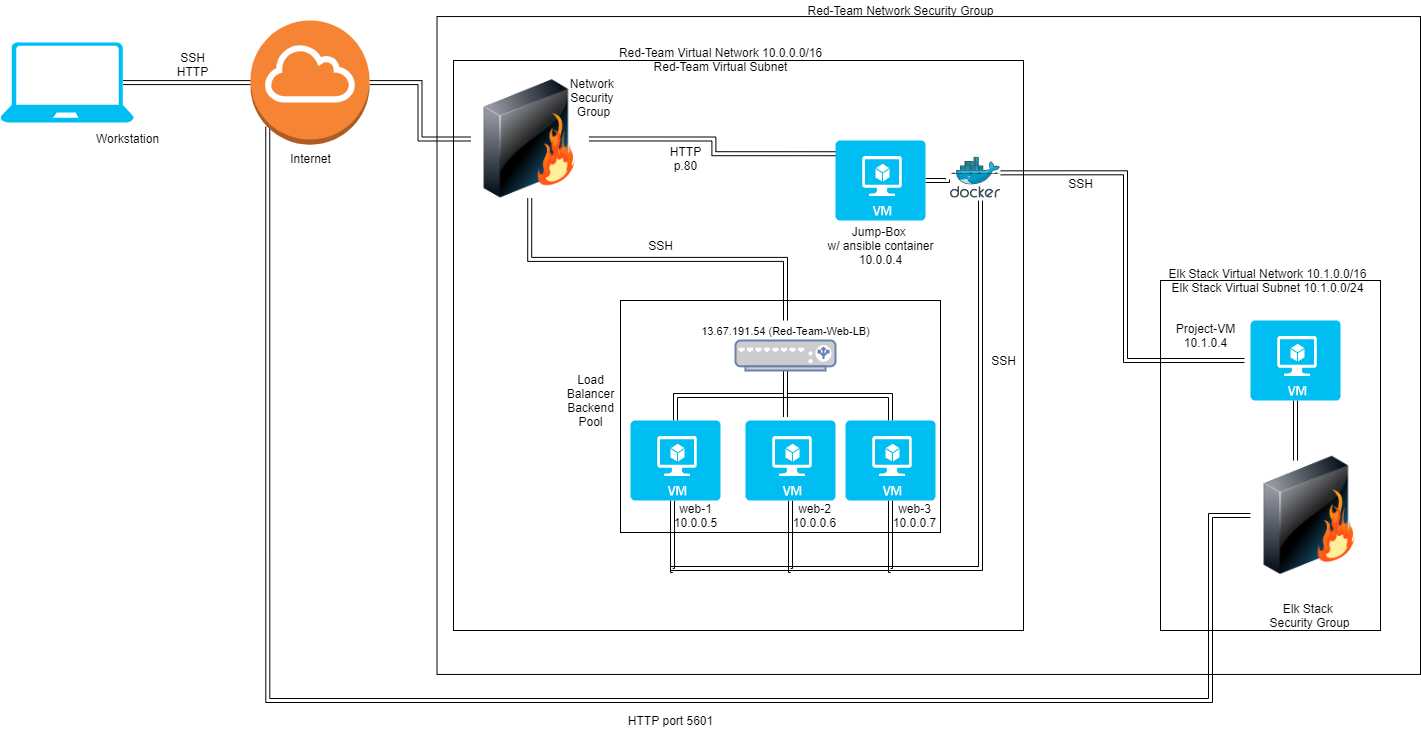 Red-Team Network Security Group
Red-Team Virtual Network 10.0.0.0/16
Red-Team Virtual Subnet
SSH
HTTP
Workstation
Internet
Network
Security
Group
HTTP
p.80
VM
Jump-Box
w/ ansible container
10.0.0.4
docker
SSH
SSH
Elk Stack Virtual Network 10.1.0.0/16
Elk Stack Virtual Subnet 10.1.0.0/24
Project-VM
10.1.0.4
VM
13.67.191.54 (Red-Team-Web-LB)
SSH
Load
Balancer
Backend
Pool
VM
VM
VM
web-1
10.0.0.5
web-2
10.0.0.6
web-3
10.0.0.7
Elk Stack
Security Group
HTTP port 5601